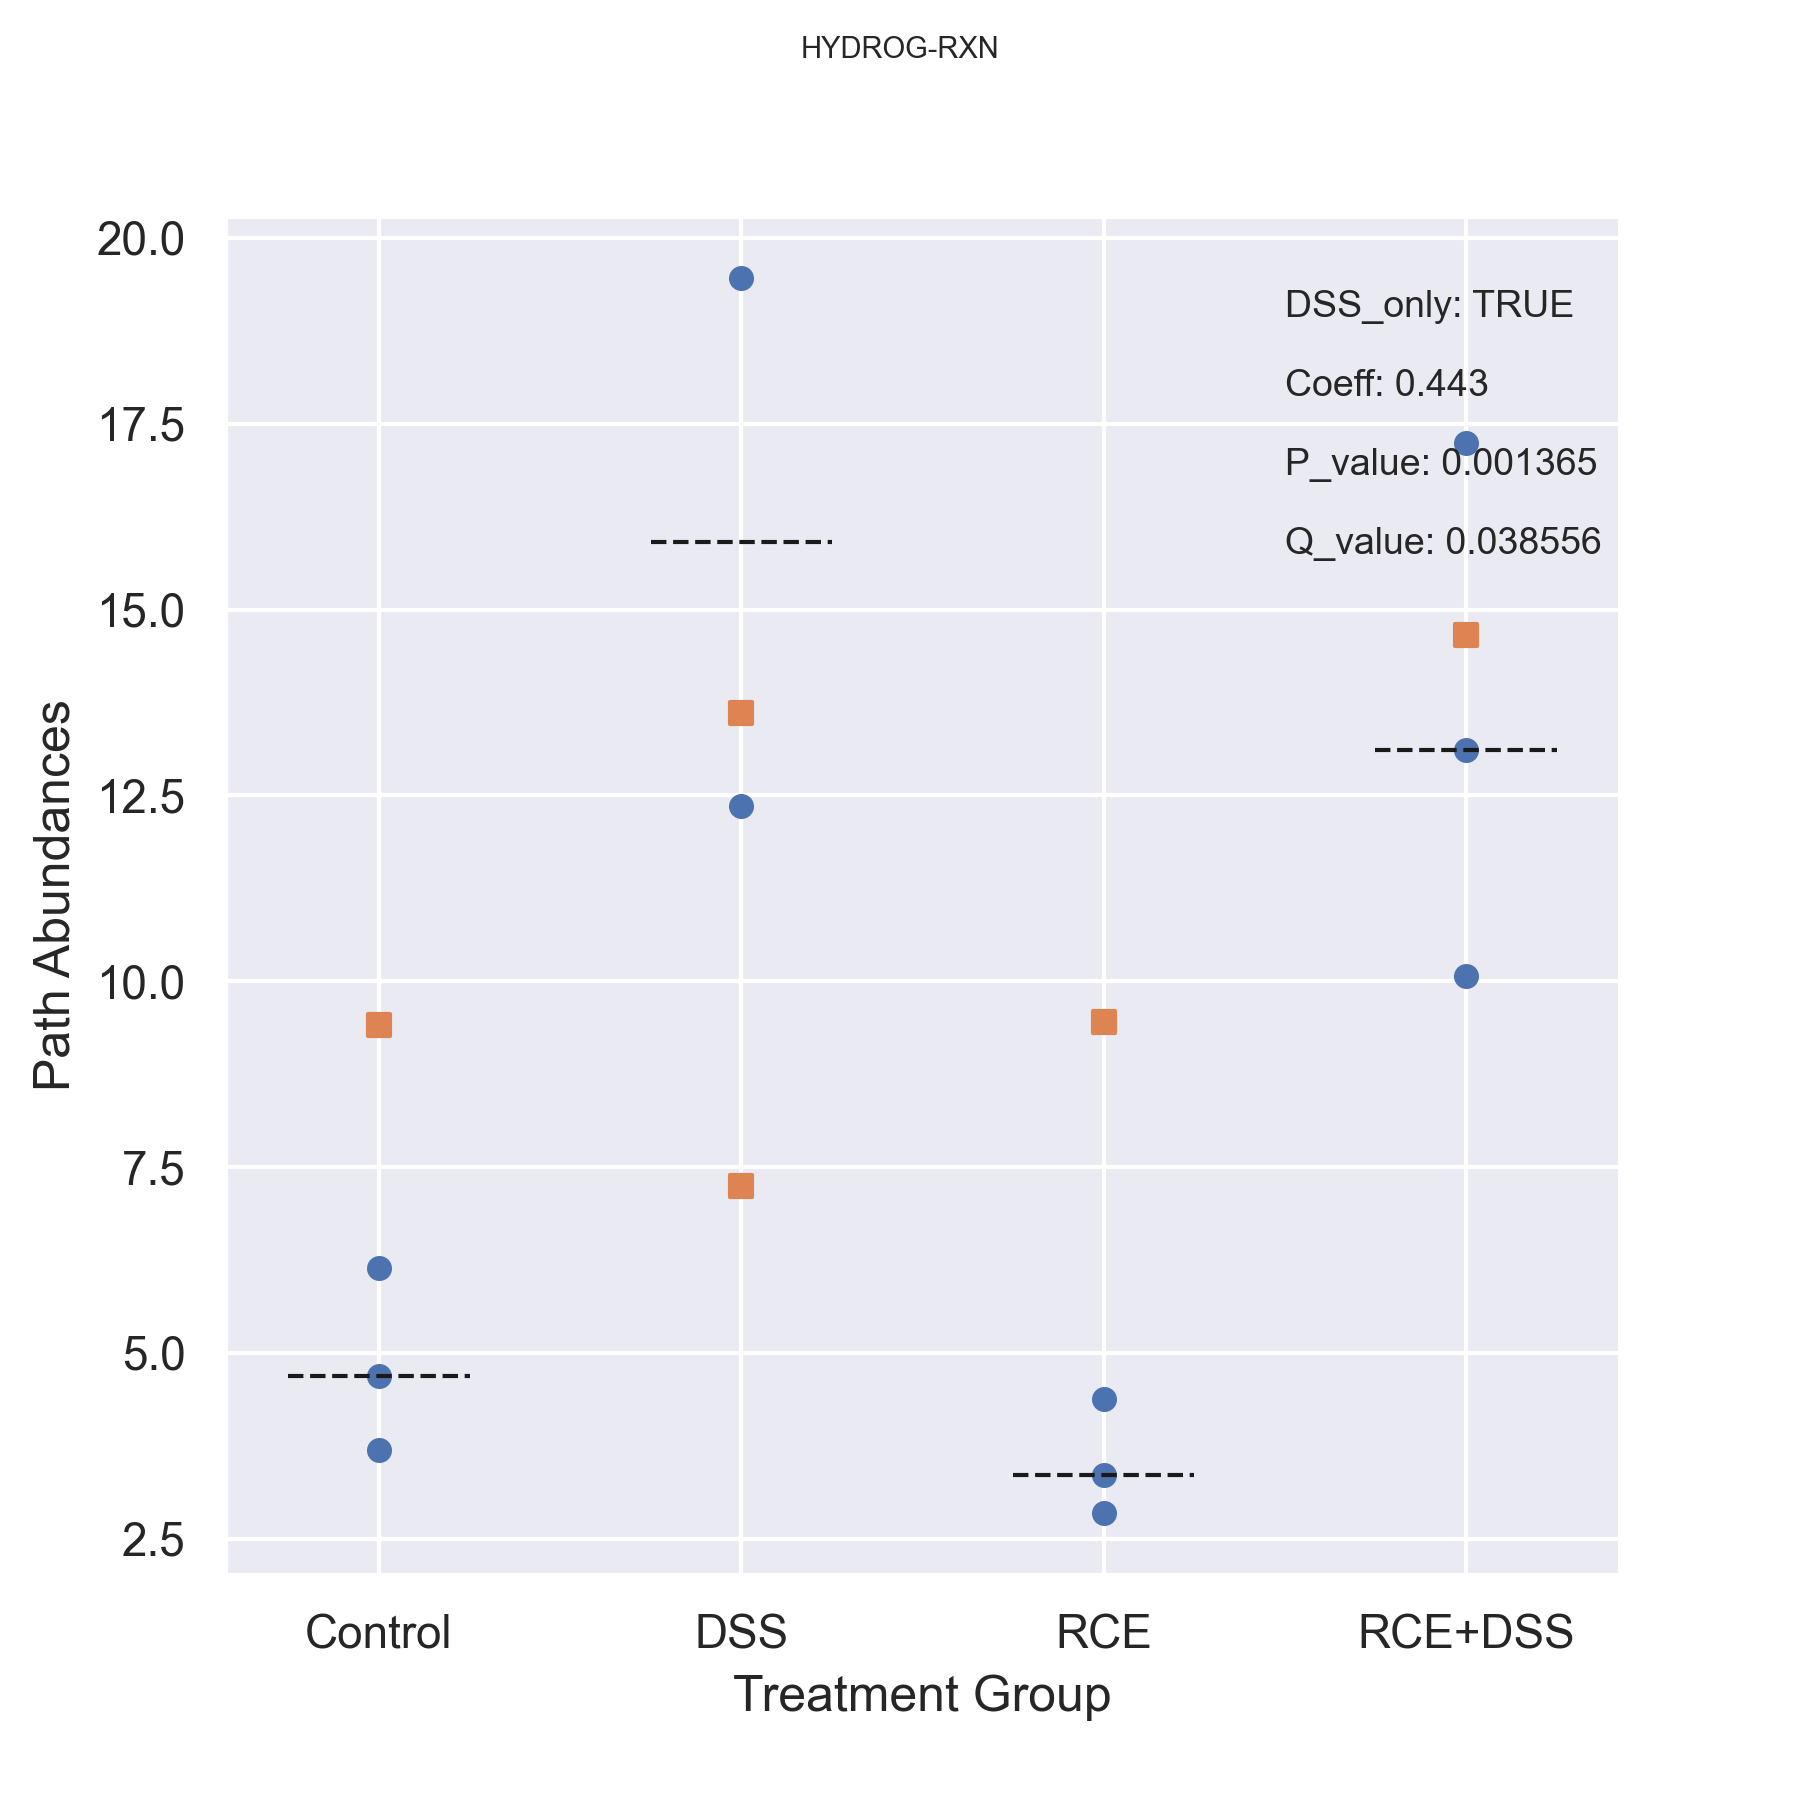 HYDROG-RXN
20.0
17.5
15.0
12.5
10.0
7.5
5.0
2.5
Path Abundances
DSS_only: TRUE
Coeff: 0.443
P_value: 0.001365
Q_value: 0.038556
Control DSS RCE RCE+DSS
Treatment Group